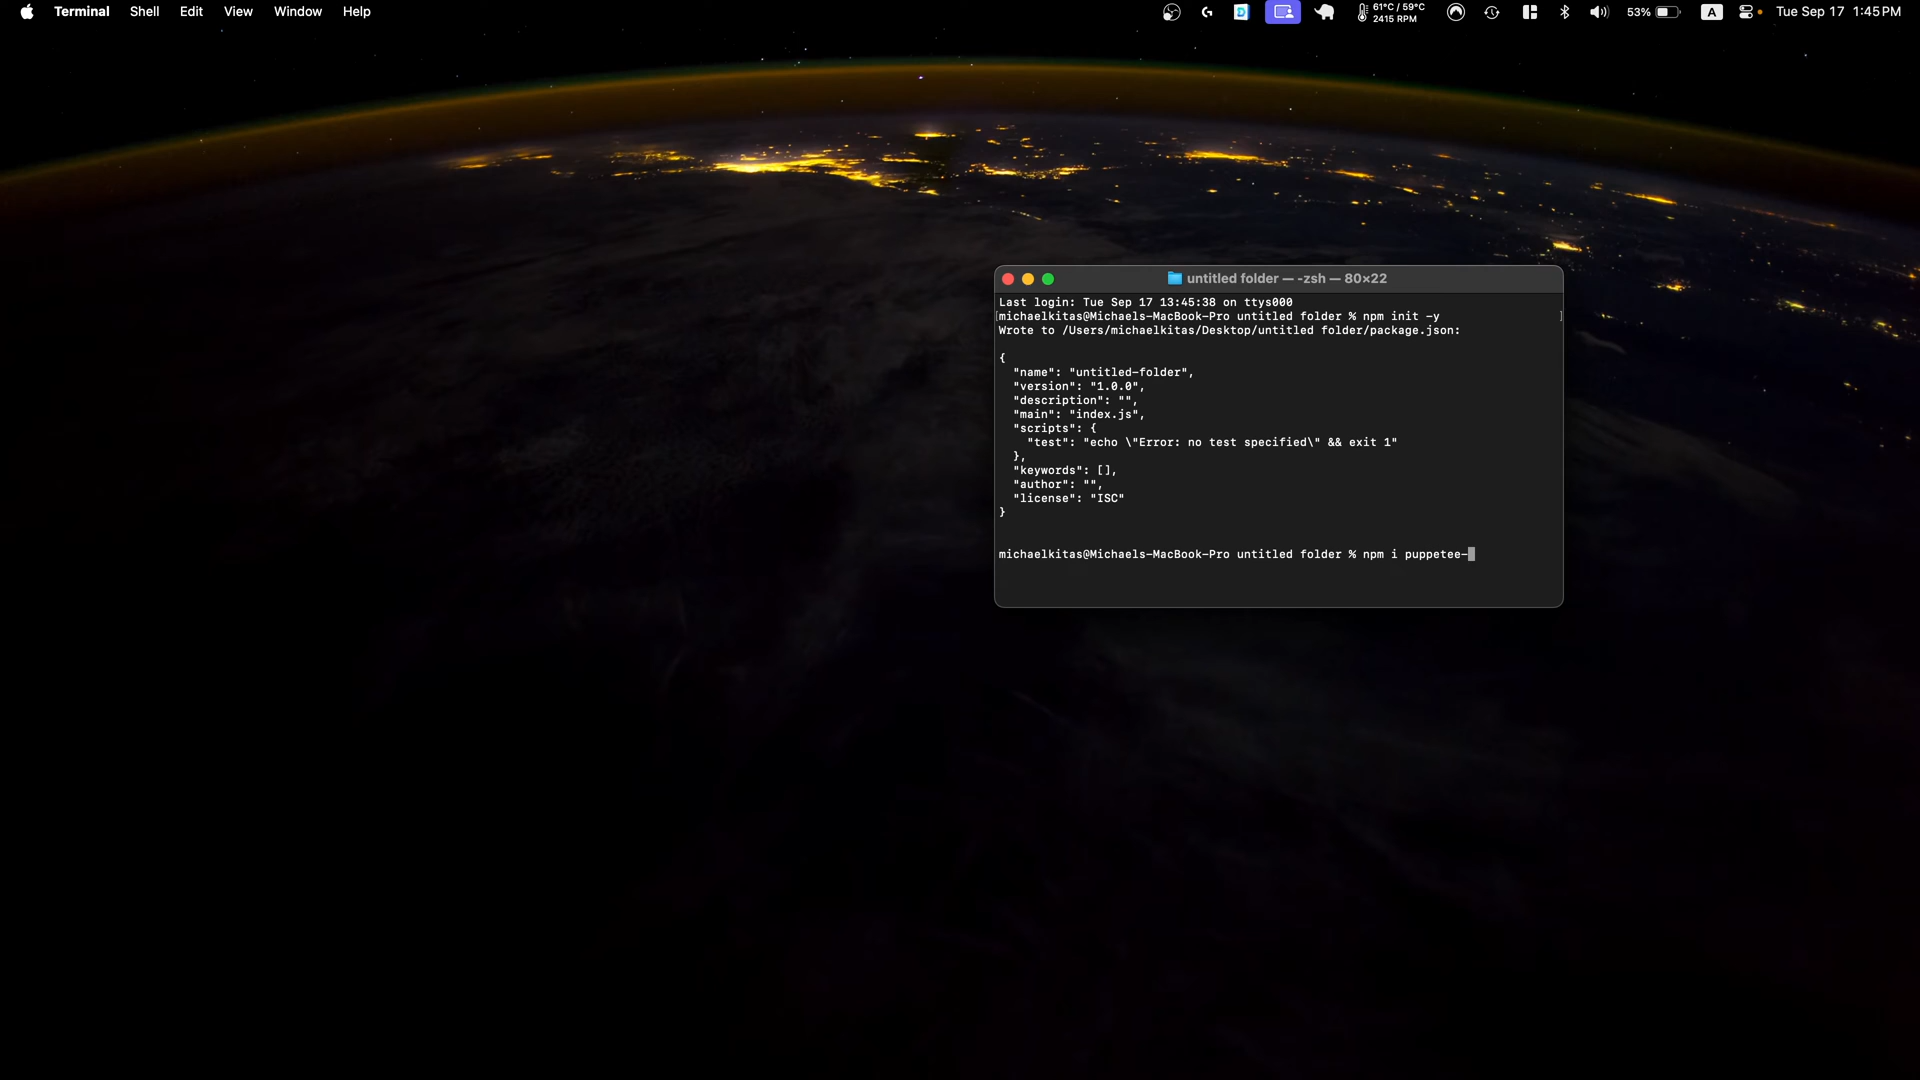 Terminal Shell Edit View Window Help
D
61°C / 59°C
2415 RPM
53%
A
Tue Sep 17 1:45 PM
untitled folder — -zsh — 80×22
Last login: Tue Sep 17 13:45:38 on ttys000
[michaelkitas@Michaels-MacBook-Pro untitled folder % npm init -y ]
Wrote to /Users/michaelkitas/Desktop/untitled folder/package.json:
{
  "name": "untitled-folder",
  "version": "1.0.0",
  "description": "",
  "main": "index.js",
  "scripts": {
    "test": "echo \"Error: no test specified\" && exit 1"
  },
  "keywords": [],
  "author": "",
  "license": "ISC"
}
michaelkitas@Michaels-MacBook-Pro untitled folder % npm i puppetee-